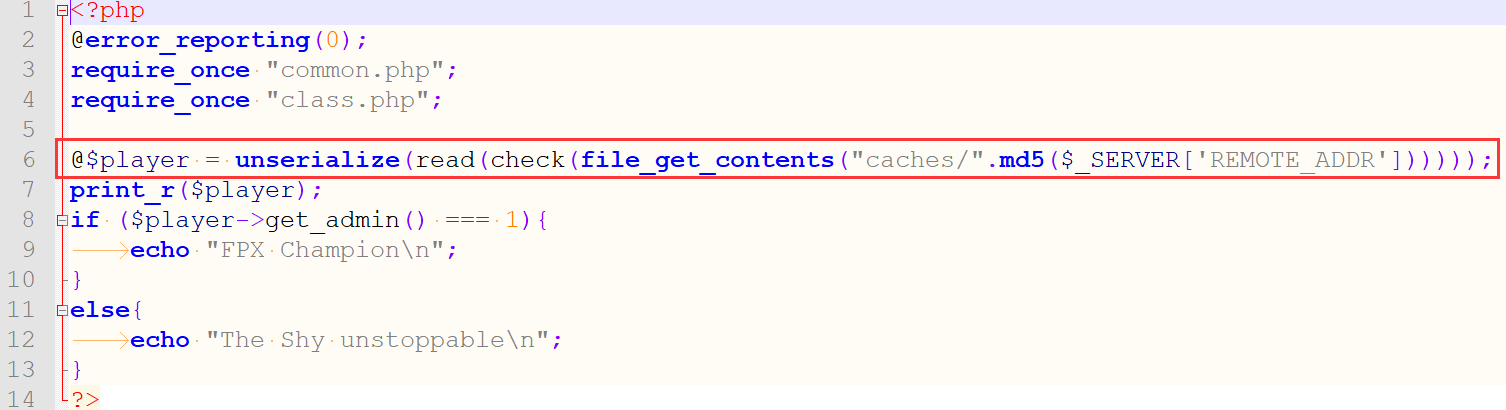 1 <?php
2 @error_reporting(0);
3 require_once "common.php";
4 require_once "class.php";
5
6 @$player = unserialize(read(check(file_get_contents("caches/".md5($_SERVER['REMOTE_ADDR'])))));
7 print_r($player);
8 if ($player->get_admin() === 1){
9 echo "FPX Champion\n";
10 }
11 else{
12 echo "The Shy unstoppable\n";
13 }
14 ?>